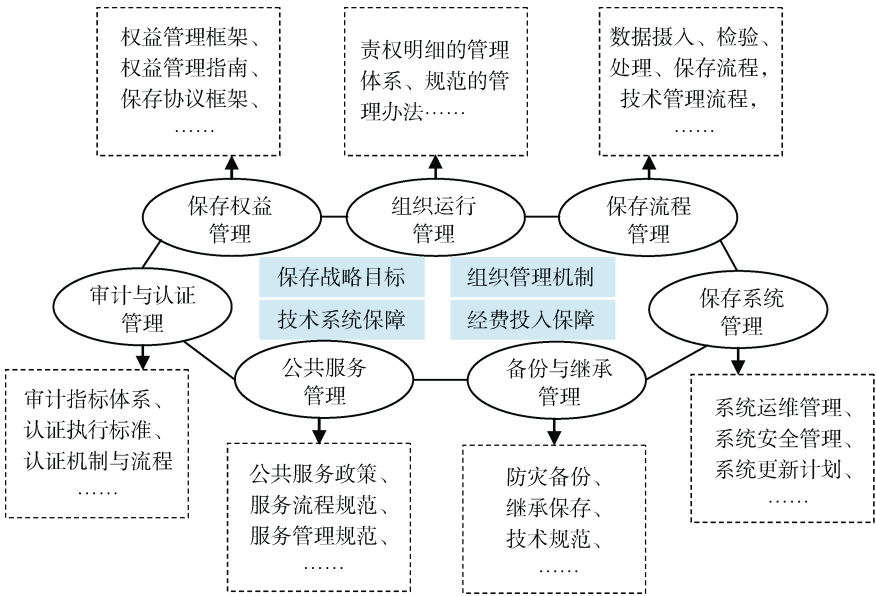 权益管理框架、
权益管理指南、
保存协议框架、
……
责权明细的管理
体系、规范的管
理办法……
数据摄入、检验、
处理、保存流程，
技术管理流程，
……
保存权益
管理
组织运行
管理
保存流程
管理
保存战略目标
组织管理机制
技术系统保障
经费投入保障
审计与认证
管理
保存系统
管理
公共服务
管理
备份与继承
管理
审计指标体系、
认证执行标准、
认证机制与流程
……
公共服务政策、
服务流程规范、
服务管理规范、
……
防灾备份、
继承保存、
技术规范、
……
系统运维管理、
系统安全管理、
系统更新计划、
……